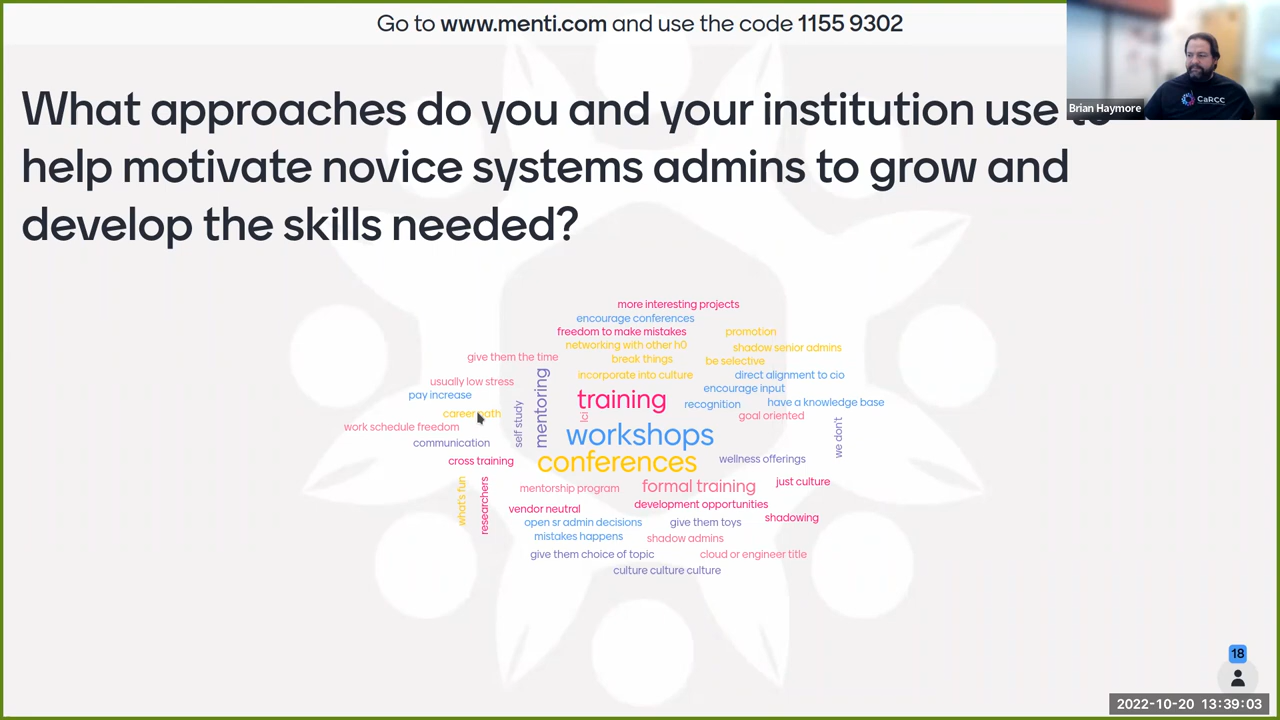 Go to www.menti.com and use the code 1155 9302
What approaches do you and your institution use to
help motivate novice systems admins to grow and
develop the skills needed?
Brian Haymore
CaRCC
more interesting projects
encourage conferences
freedom to make mistakes
promotion
networking with other h0
shadow senior admins
give them the time
break things
be selective
incorporate into culture
direct alignment to cio
usually low stress
encourage input
pay increase
mentoring
training
recognition
have a knowledge base
career path
self study
lci
goal oriented
work schedule freedom
workshops
we don't
communication
conferences
wellness offerings
cross training
what's fun
researchers
mentorship program
formal training
just culture
vendor neutral
development opportunities
open sr admin decisions
give them toys
shadowing
mistakes happens
shadow admins
give them choice of topic
cloud or engineer title
culture culture culture
18
2022-10-20 13:39:03